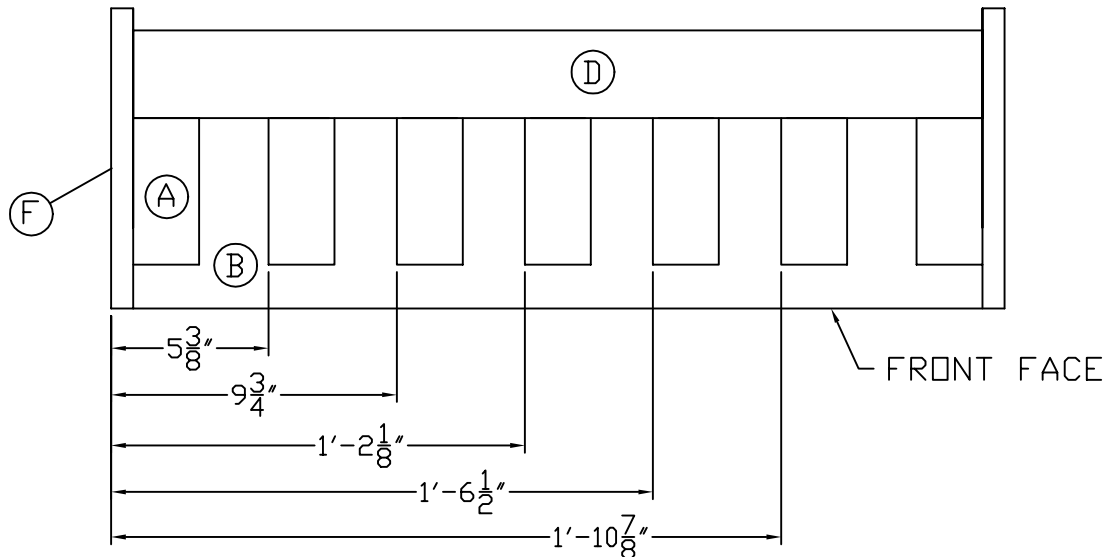 D
A
F
B
5 3/8"
FRONT FACE
9 3/4"
1'-2 1/8"
1'-6 1/2"
1'-10 7/8"